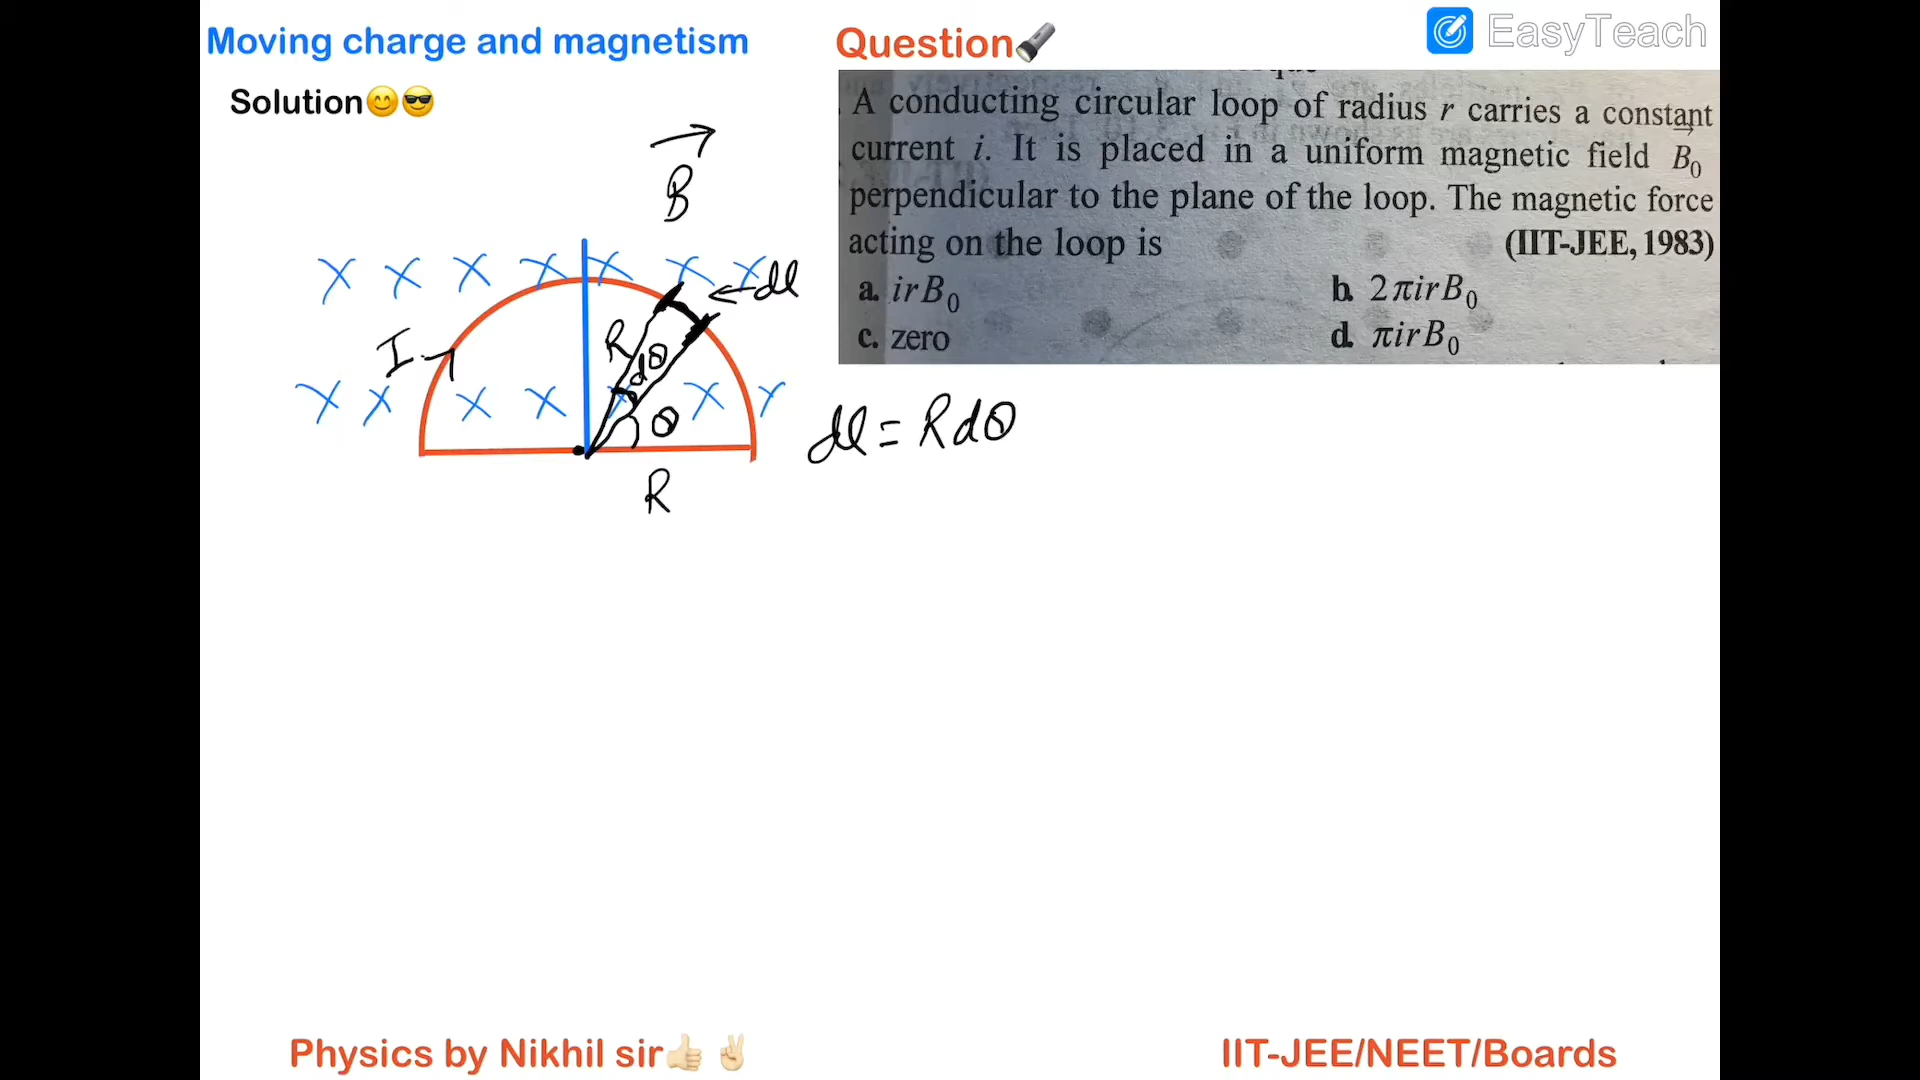 Moving charge and magnetism
Question
EasyTeach
Solution
A conducting circular loop of radius r carries a constant
current i. It is placed in a uniform magnetic field B⃗₀
perpendicular to the plane of the loop. The magnetic force
acting on the loop is (IIT-JEE, 1983)
a. irB₀ b. 2πirB₀
c. zero d. πirB₀
B⃗
X X X X X X X
dl
I
R
dθ
X X X X X X X
θ
R
dl = Rdθ
Physics by Nikhil sir
IIT-JEE/NEET/Boards